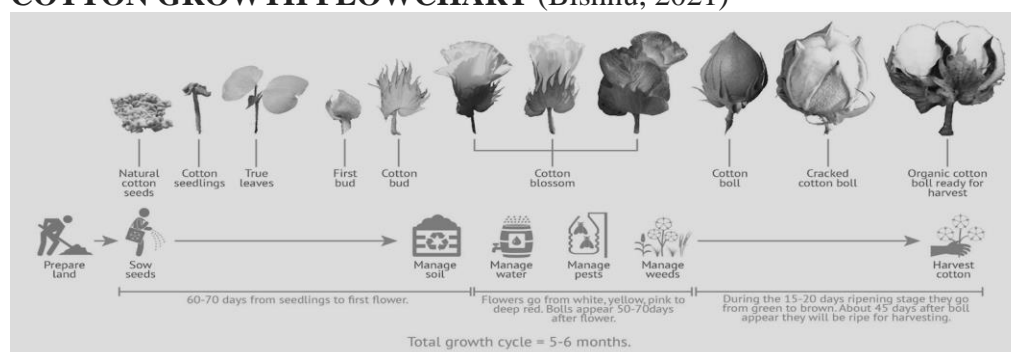 COTTON GROWTH FLOWCHART (Bishnu, 2021)
Natural
cotton
seeds
Cotton
seedlings
True
leaves
First
bud
Cotton
bud
Cotton
blossom
Cotton
boll
Cracked
cotton boll
Organic cotton
boll ready for
harvest
Prepare
land
Sow
seeds
Manage
soil
Manage
water
Manage
pests
Manage
weeds
Harvest
cotton
60-70 days from seedlings to first flower.
Flowers go from white, yellow, pink to
deep red. Bolls appear 50-70days
after flower.
During the 15-20 days ripening stage they go
from green to brown. About 45 days after boll
appear they will be ripe for harvesting.
Total growth cycle = 5-6 months.